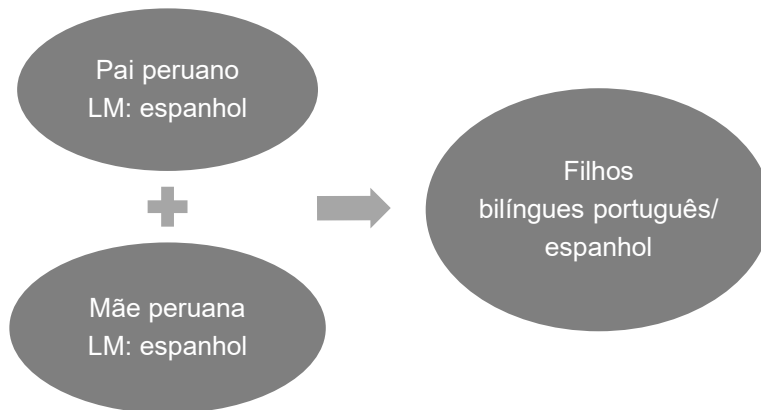 Pai peruano
LM: espanhol
Mãe peruana
LM: espanhol
Filhos
bilíngues português/
espanhol